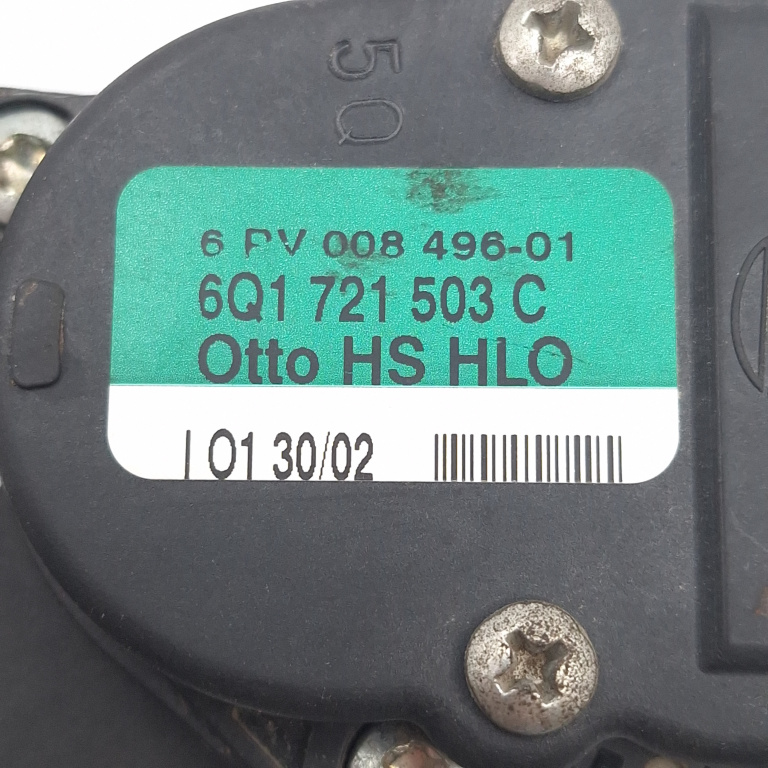 5Q
6 PV 008 496-01
6Q1 721 503 C
Otto HS HLO
I O1 30/02